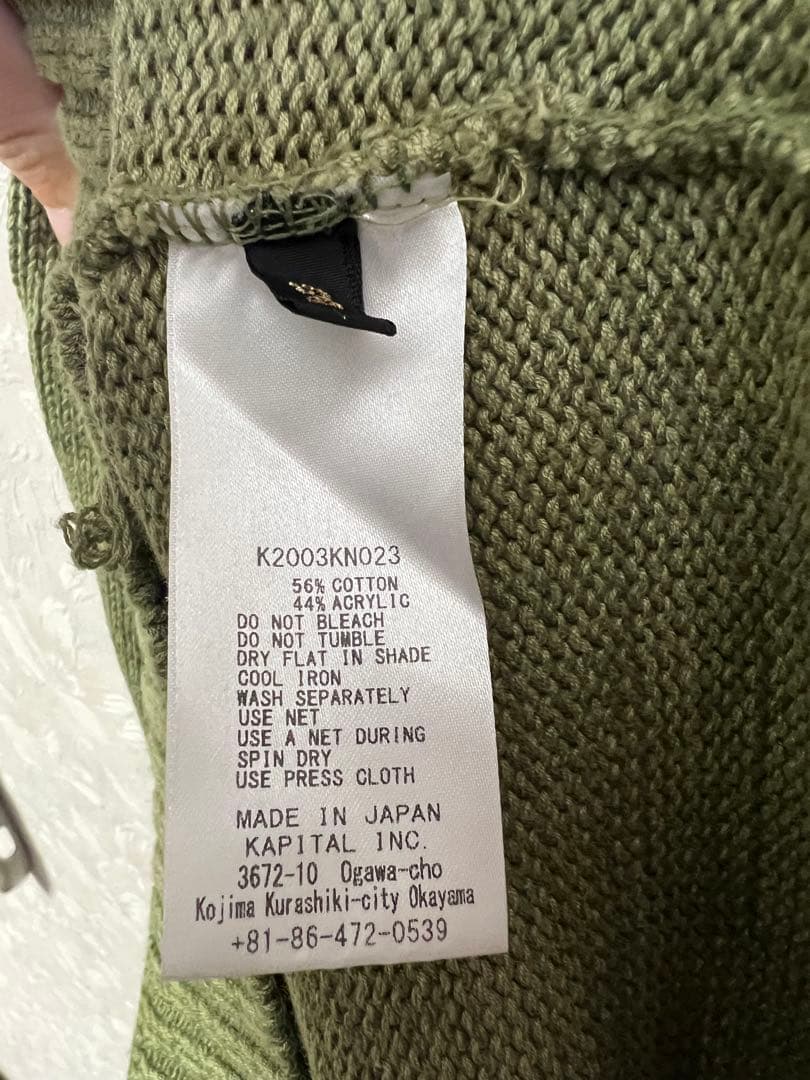 K2003KN023
56% COTTON
44% ACRYLIC
DO NOT BLEACH
DO NOT TUMBLE
DRY FLAT IN SHADE
COOL IRON
WASH SEPARATELY
USE NET
USE A NET DURING
SPIN DRY
USE PRESS CLOTH
MADE IN JAPAN
KAPITAL INC.
3672-10 Ogawa-cho
Kojima Kurashiki-city Okayama
+81-86-472-0539